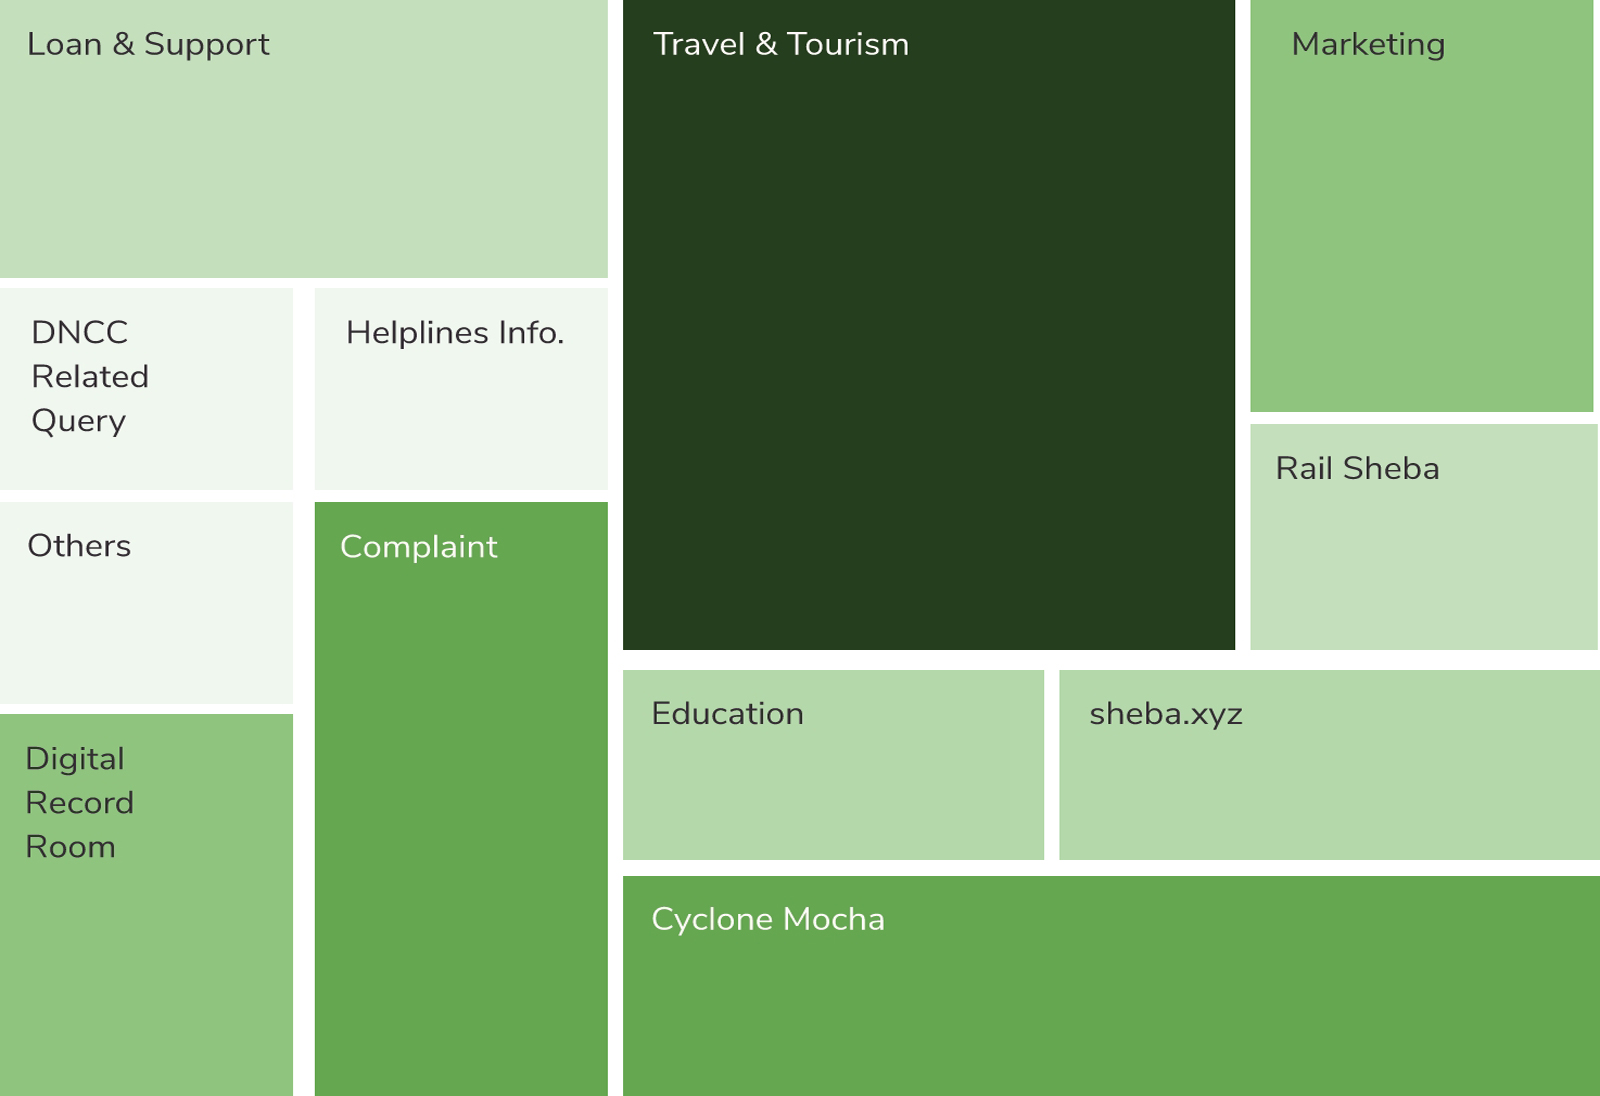 Loan & Support
Travel & Tourism
Marketing
DNCC
Related
Query
Helplines Info.
Rail Sheba
Others
Complaint
Education
sheba.xyz
Digital
Record
Room
Cyclone Mocha